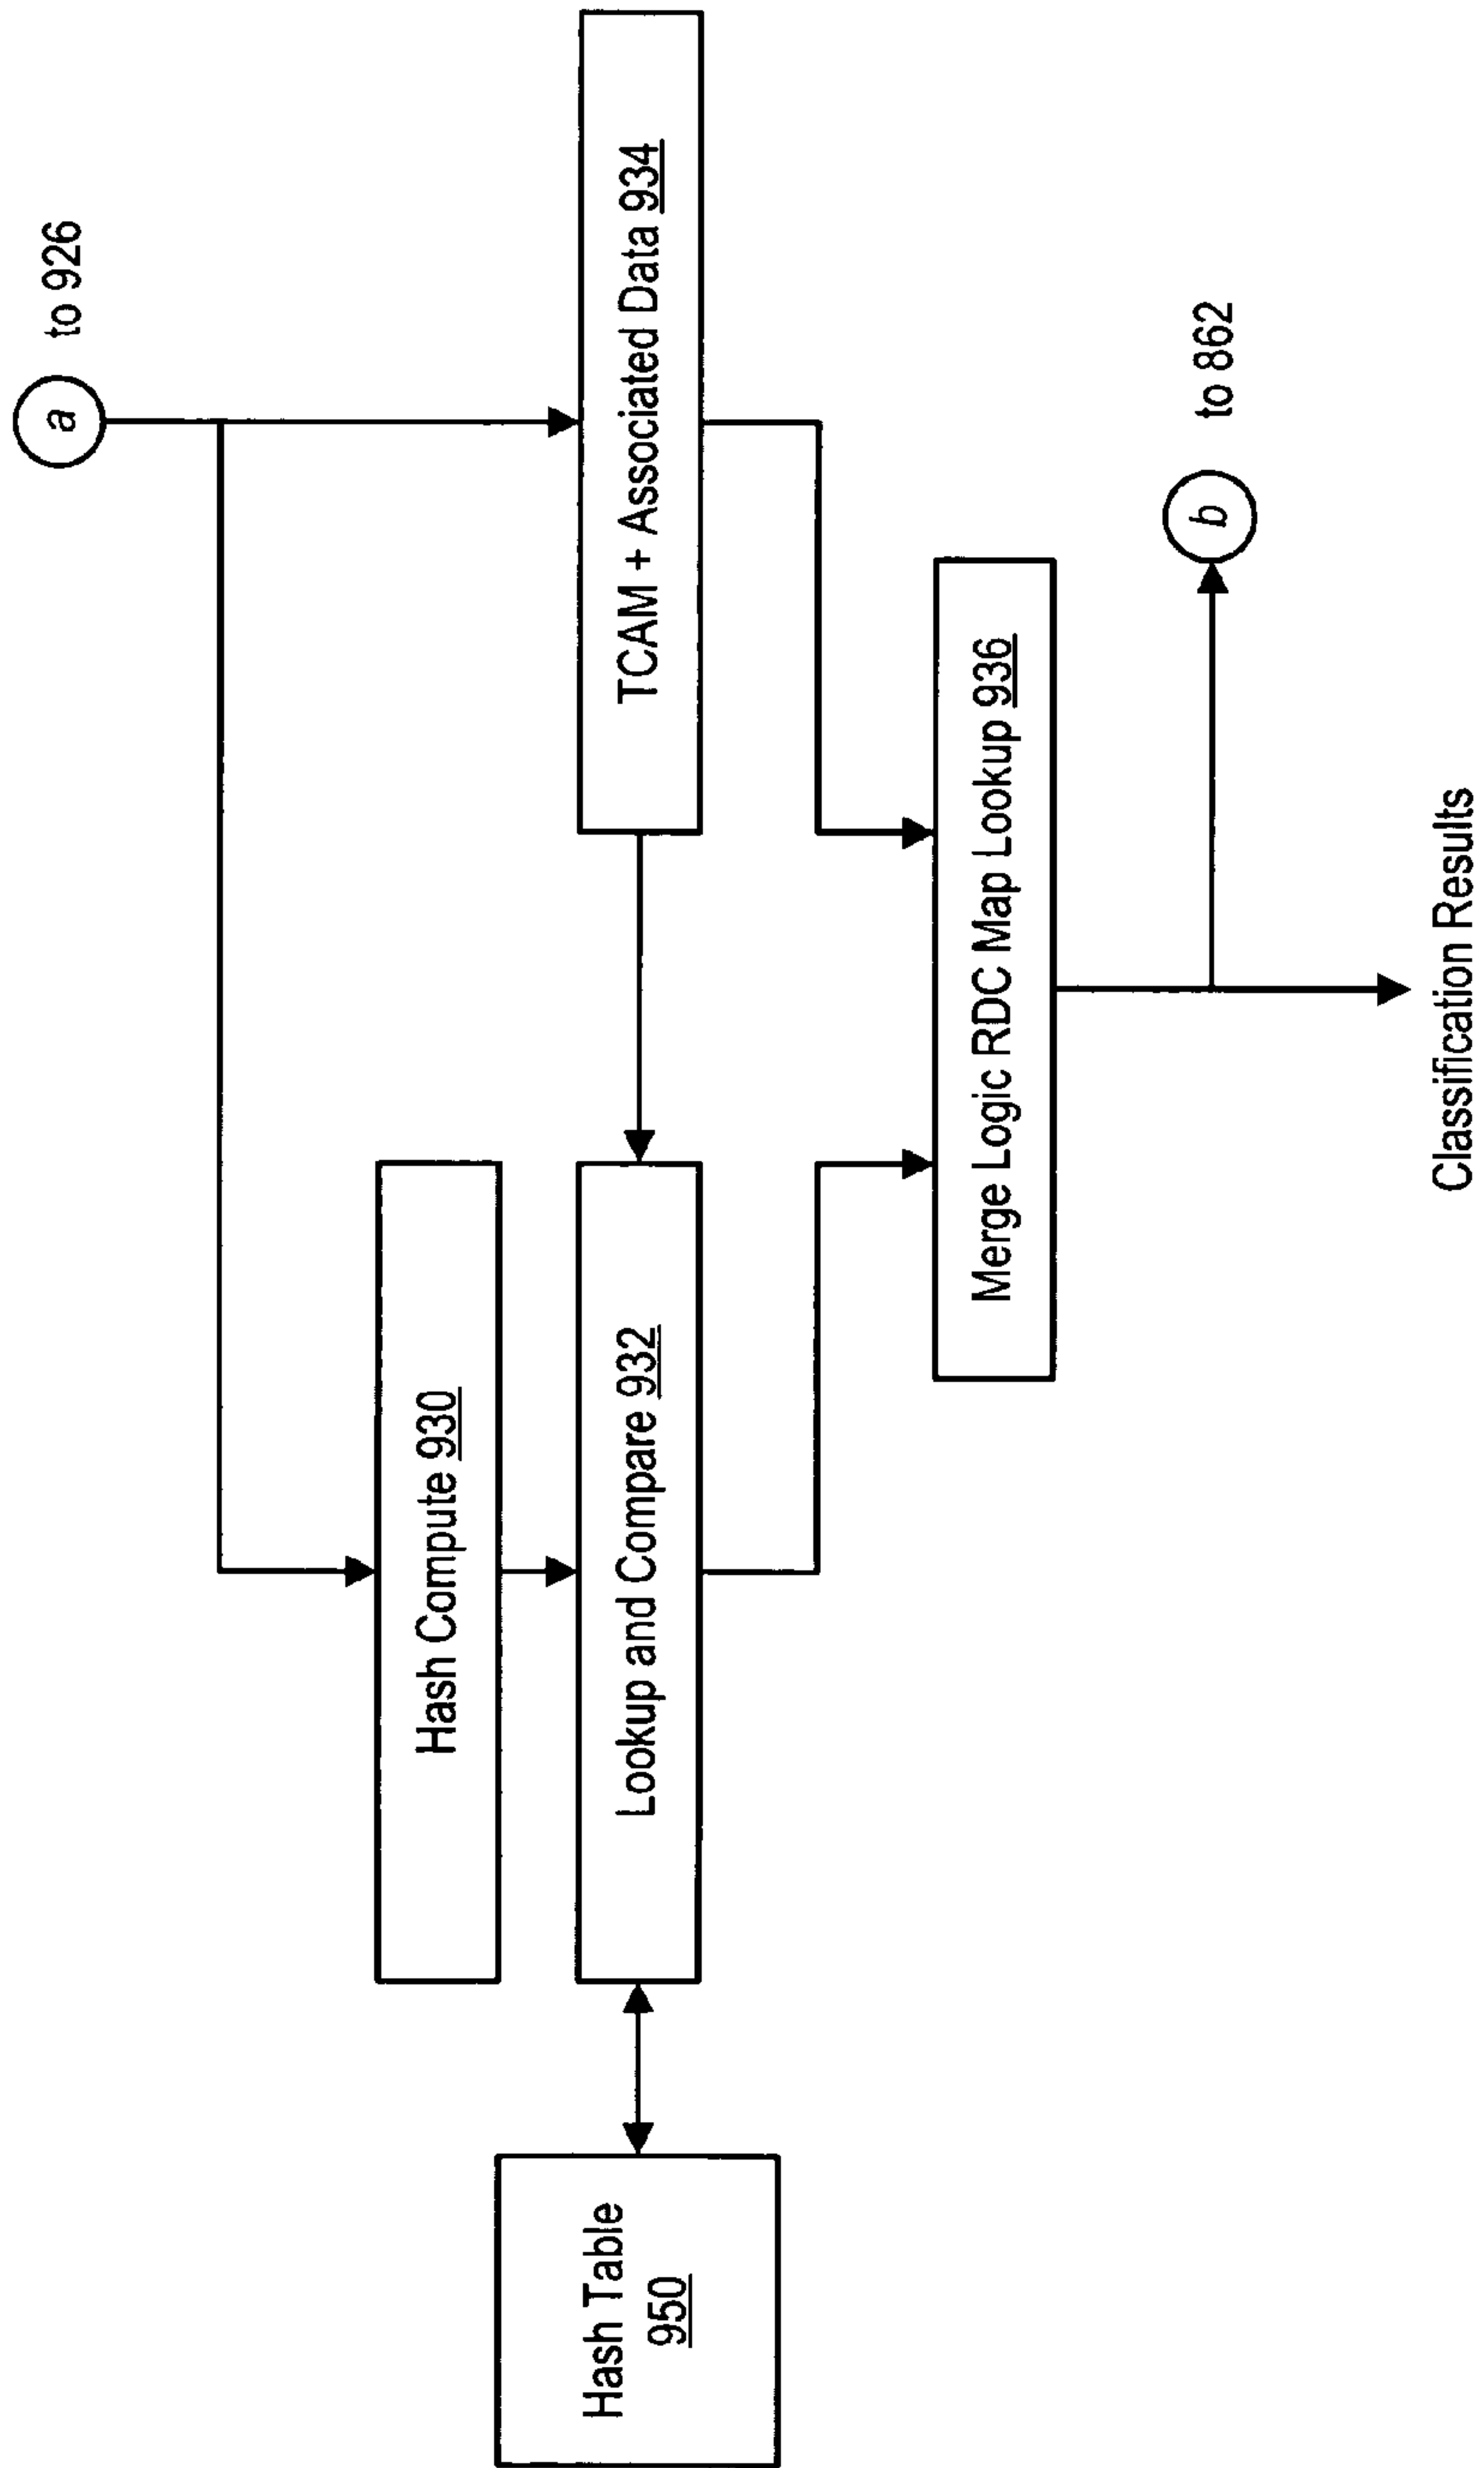 a to 926
Hash Compute 930
Hash Table
950
Lookup and Compare 932
TCAM + Associated Data 934
Merge Logic RDC Map Lookup 936
b to 862
Classification Results